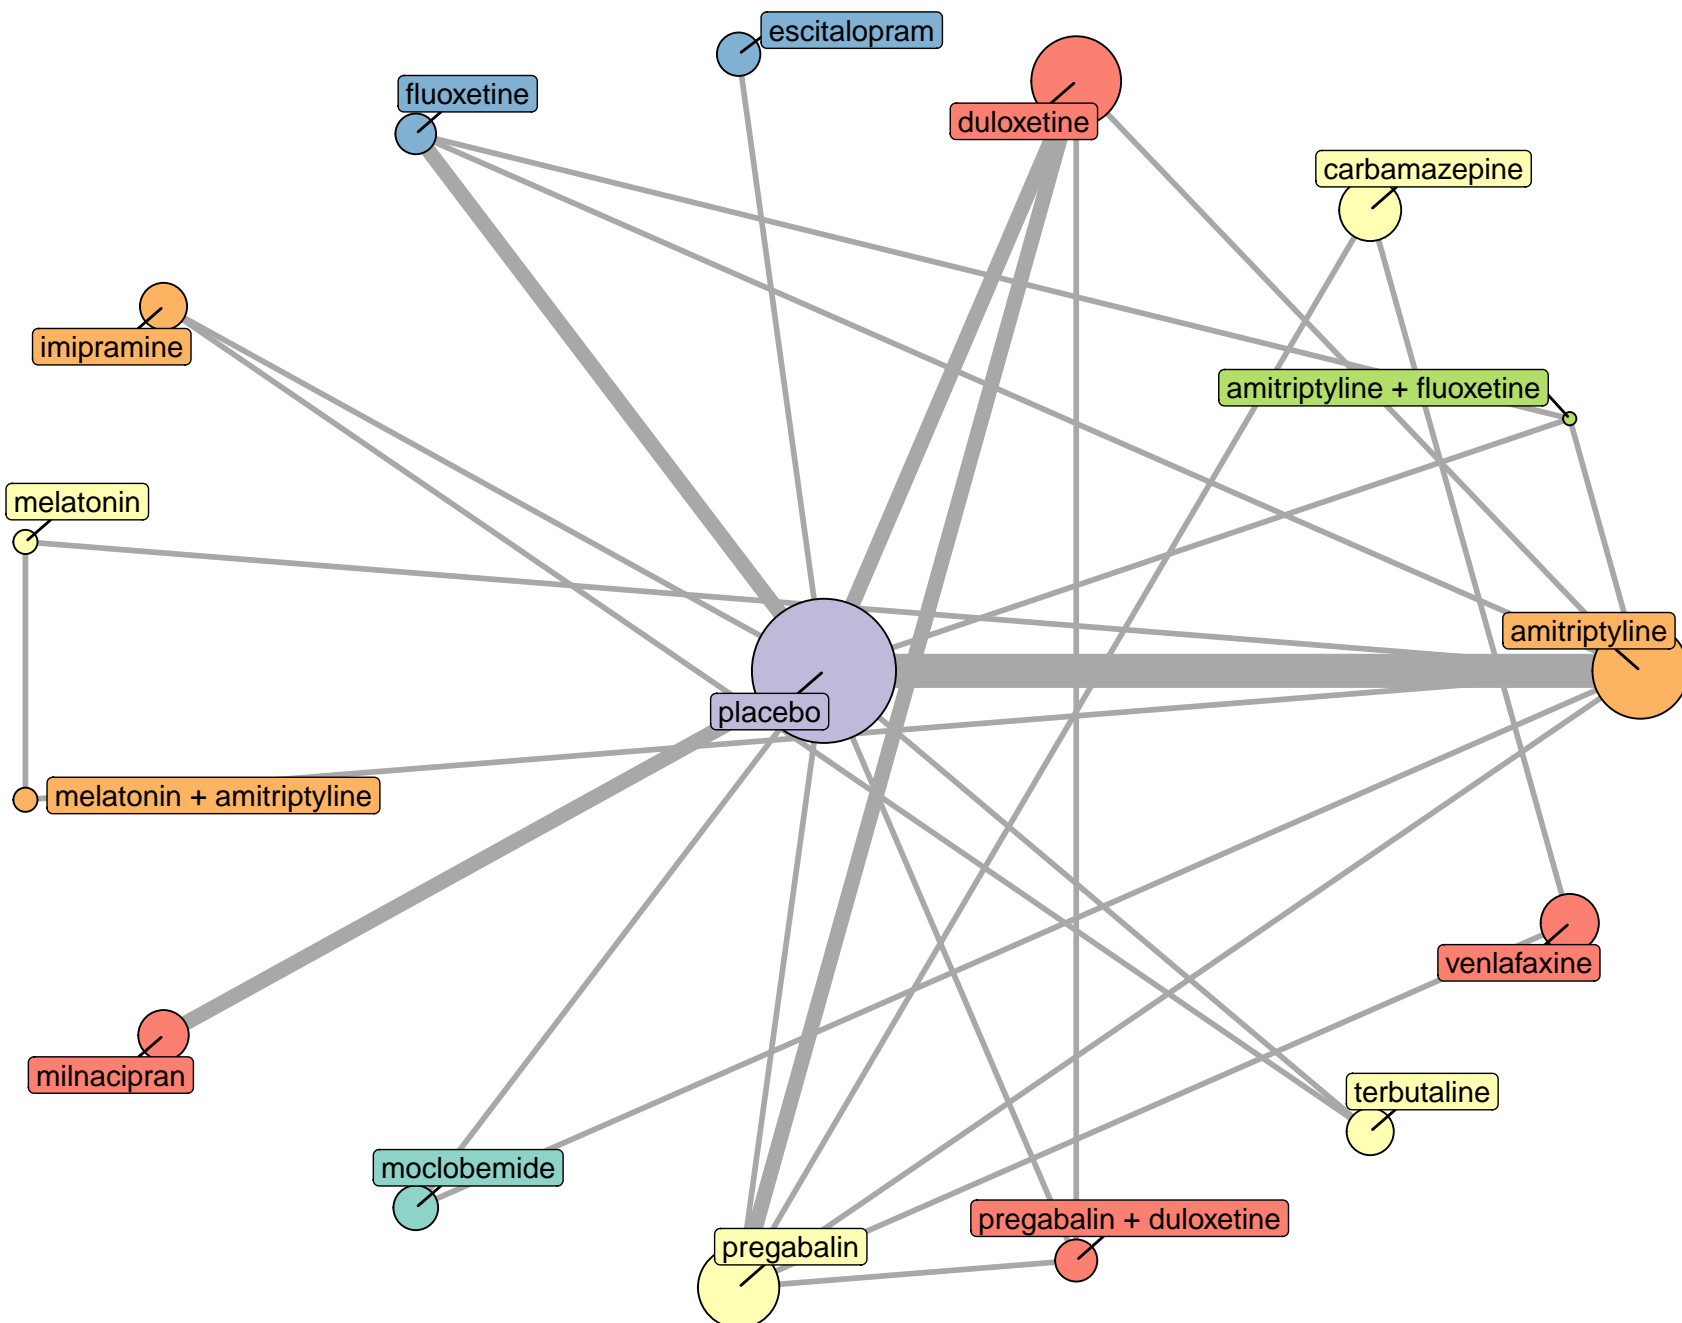 escitalopram
fluoxetine
duloxetine
carbamazepine
imipramine
amitriptyline + fluoxetine
melatonin
amitriptyline
placebo
melatonin + amitriptyline
venlafaxine
milnacipran
terbutaline
moclobemide
pregabalin + duloxetine
pregabalin